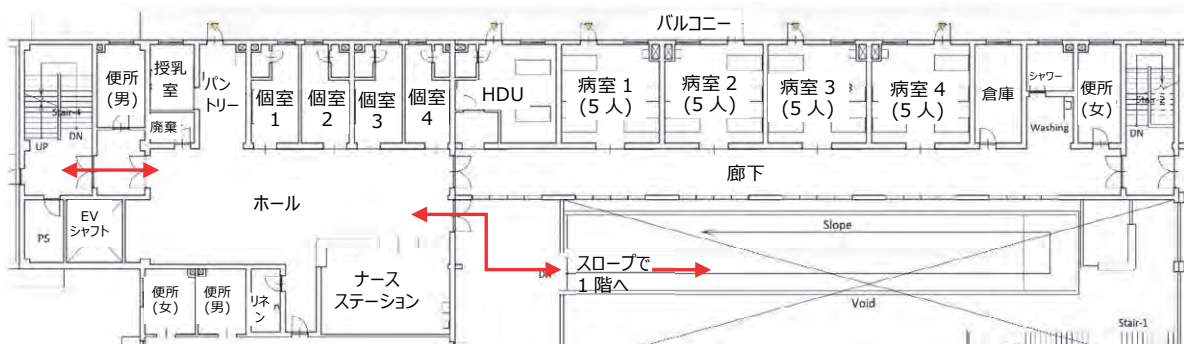 バルコニー
便所
(男)
授乳
室
パン
トリー
個室
1
個室
2
個室
3
個室
4
HDU
病室 1
(5 人)
病室 2
(5 人)
病室 3
(5 人)
病室 4
(5 人)
倉庫
シャワー
便所
(女)
Stair-4
DN
UP
廃棄
Washing
Stair-2
DN
廊下
ホール
EV
シャフト
PS
Slope
スロープで
1 階へ
DN
Void
ナース
ステーション
便所
(女)
便所
(男)
リネ
ン
Stair-1